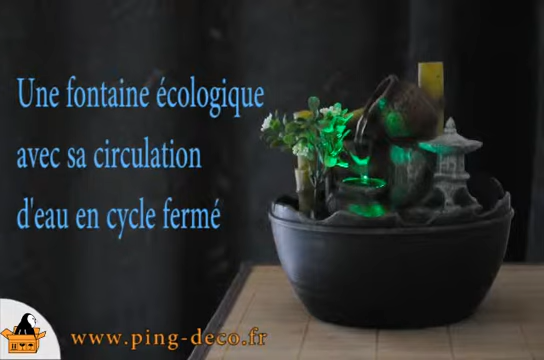 Une fontaine écologique
avec sa circulation
d'eau en cycle fermé
www.ping-deco.fr